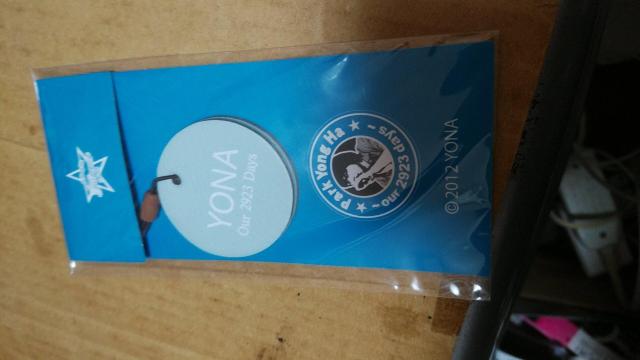 YONA
Our 2923 Days
★ Park Yong Ha ★
~ our 2923 days ~
©2012 YONA